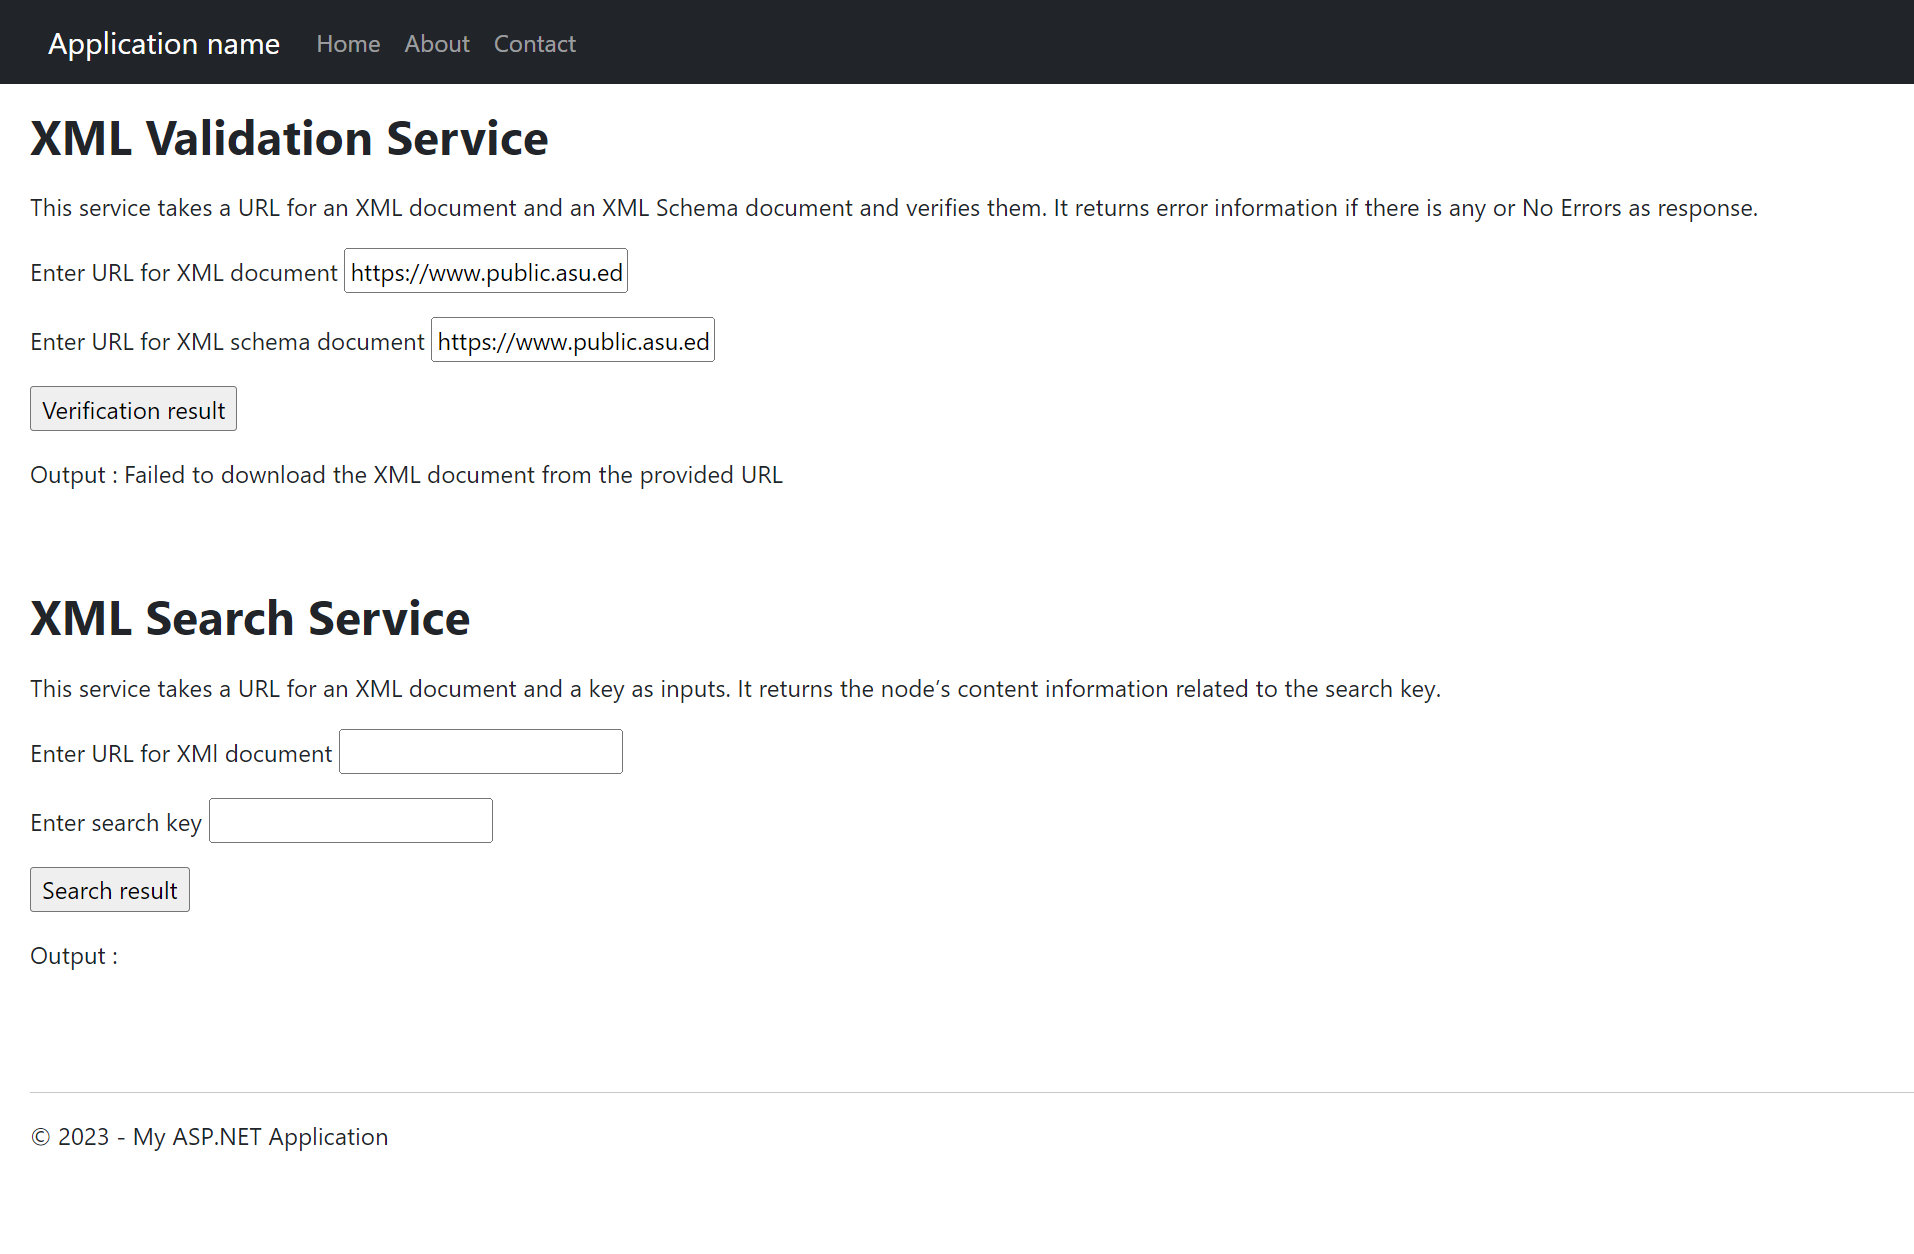 Application name Home About Contact
XML Validation Service
This service takes a URL for an XML document and an XML Schema document and verifies them. It returns error information if there is any or No Errors as response.
Enter URL for XML document https://www.public.asu.ed
Enter URL for XML schema document https://www.public.asu.ed
Verification result
Output : Failed to download the XML document from the provided URL
XML Search Service
This service takes a URL for an XML document and a key as inputs. It returns the node’s content information related to the search key.
Enter URL for XMl document
Enter search key
Search result
Output :
© 2023 - My ASP.NET Application